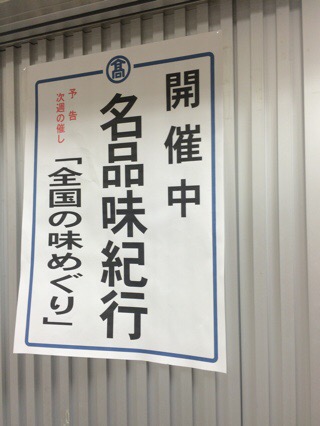 髙
開催中
名品味紀行
予告
次週の催し
「全国の味めぐり」